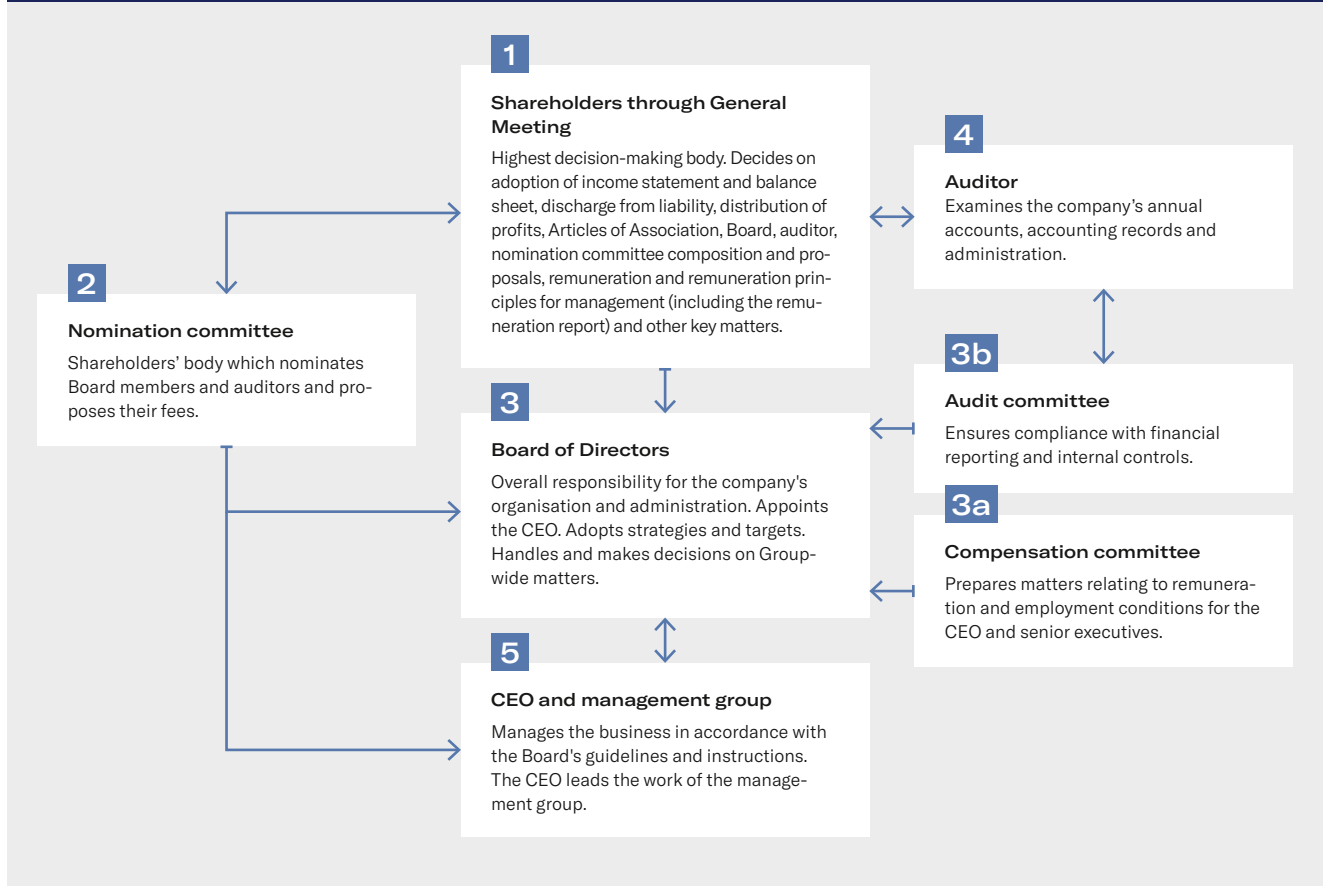 1
Shareholders through General
Meeting
Highest decision-making body. Decides on
adoption of income statement and balance
sheet, discharge from liability, distribution of
profits, Articles of Association, Board, auditor,
nomination committee composition and pro-
posals, remuneration and remuneration prin-
ciples for management (including the remu-
neration report) and other key matters.
2
Nomination committee
Shareholders' body which nominates
Board members and auditors and pro-
poses their fees.
3
Board of Directors
Overall responsibility for the company's
organisation and administration. Appoints
the CEO. Adopts strategies and targets.
Handles and makes decisions on Group-
wide matters.
4
Auditor
Examines the company's annual
accounts, accounting records and
administration.
3b
Audit committee
Ensures compliance with financial
reporting and internal controls.
3a
Compensation committee
Prepares matters relating to remunera-
tion and employment conditions for the
CEO and senior executives.
5
CEO and management group
Manages the business in accordance with
the Board's guidelines and instructions.
The CEO leads the work of the manage-
ment group.